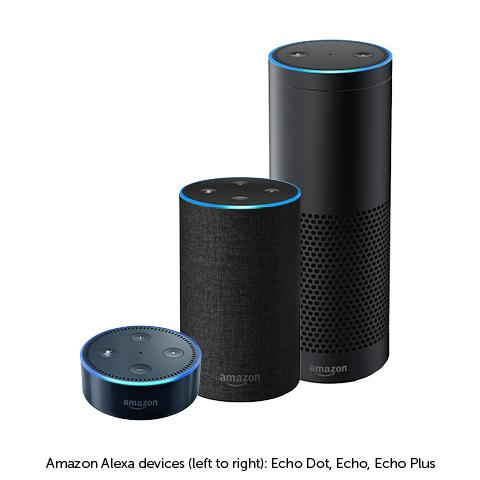 amazon
amazon
amazon
Amazon Alexa devices (left to right): Echo Dot, Echo, Echo Plus